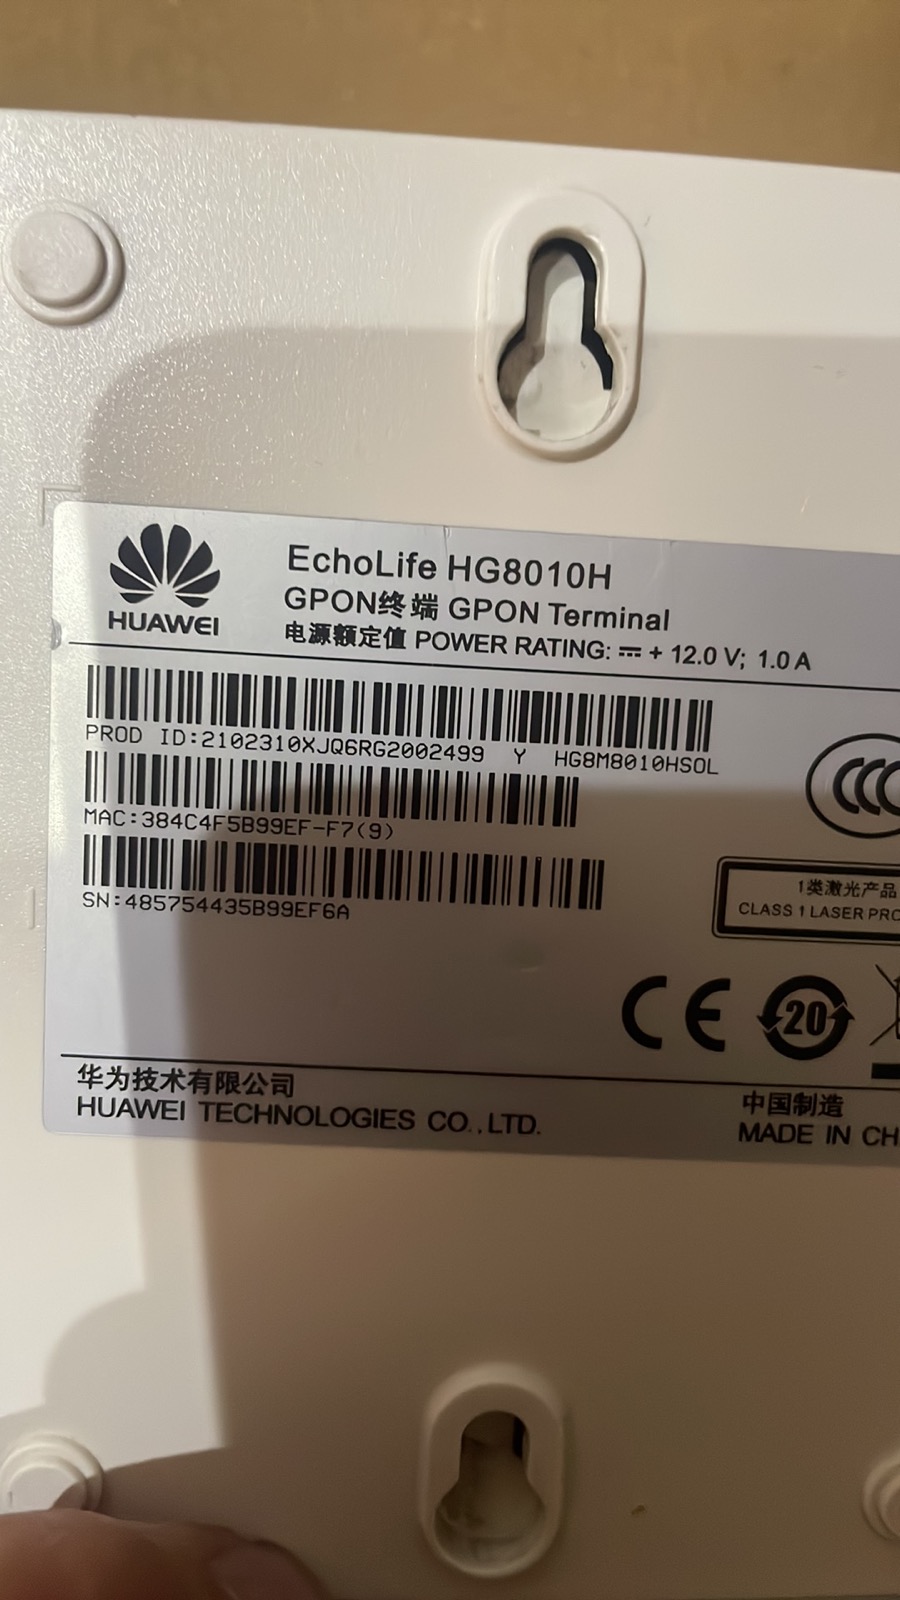 HUAWEI
EchoLife HG8010H
GPON终端 GPON Terminal
电源额定值 POWER RATING: ⎓ + 12.0 V; 1.0 A
PROD ID:2102310XJQ6RG2002499 Y HG8M8010HSOL
MAC:384C4F5B99EF-F7(9)
SN:485754435B99EF6A
CCC
1类激光产品
CLASS 1 LASER PRO
CE
20
华为技术有限公司
HUAWEI TECHNOLOGIES CO.,LTD.
中国制造
MADE IN CH